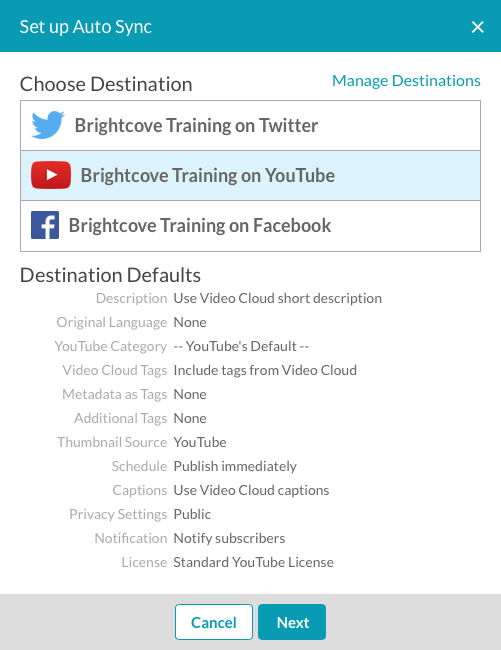 Set up Auto Sync ×
Choose Destination Manage Destinations
Brightcove Training on Twitter
Brightcove Training on YouTube
Brightcove Training on Facebook
Destination Defaults
Description Use Video Cloud short description
Original Language None
YouTube Category -- YouTube's Default --
Video Cloud Tags Include tags from Video Cloud
Metadata as Tags None
Additional Tags None
Thumbnail Source YouTube
Schedule Publish immediately
Captions Use Video Cloud captions
Privacy Settings Public
Notification Notify subscribers
License Standard YouTube License
Cancel Next